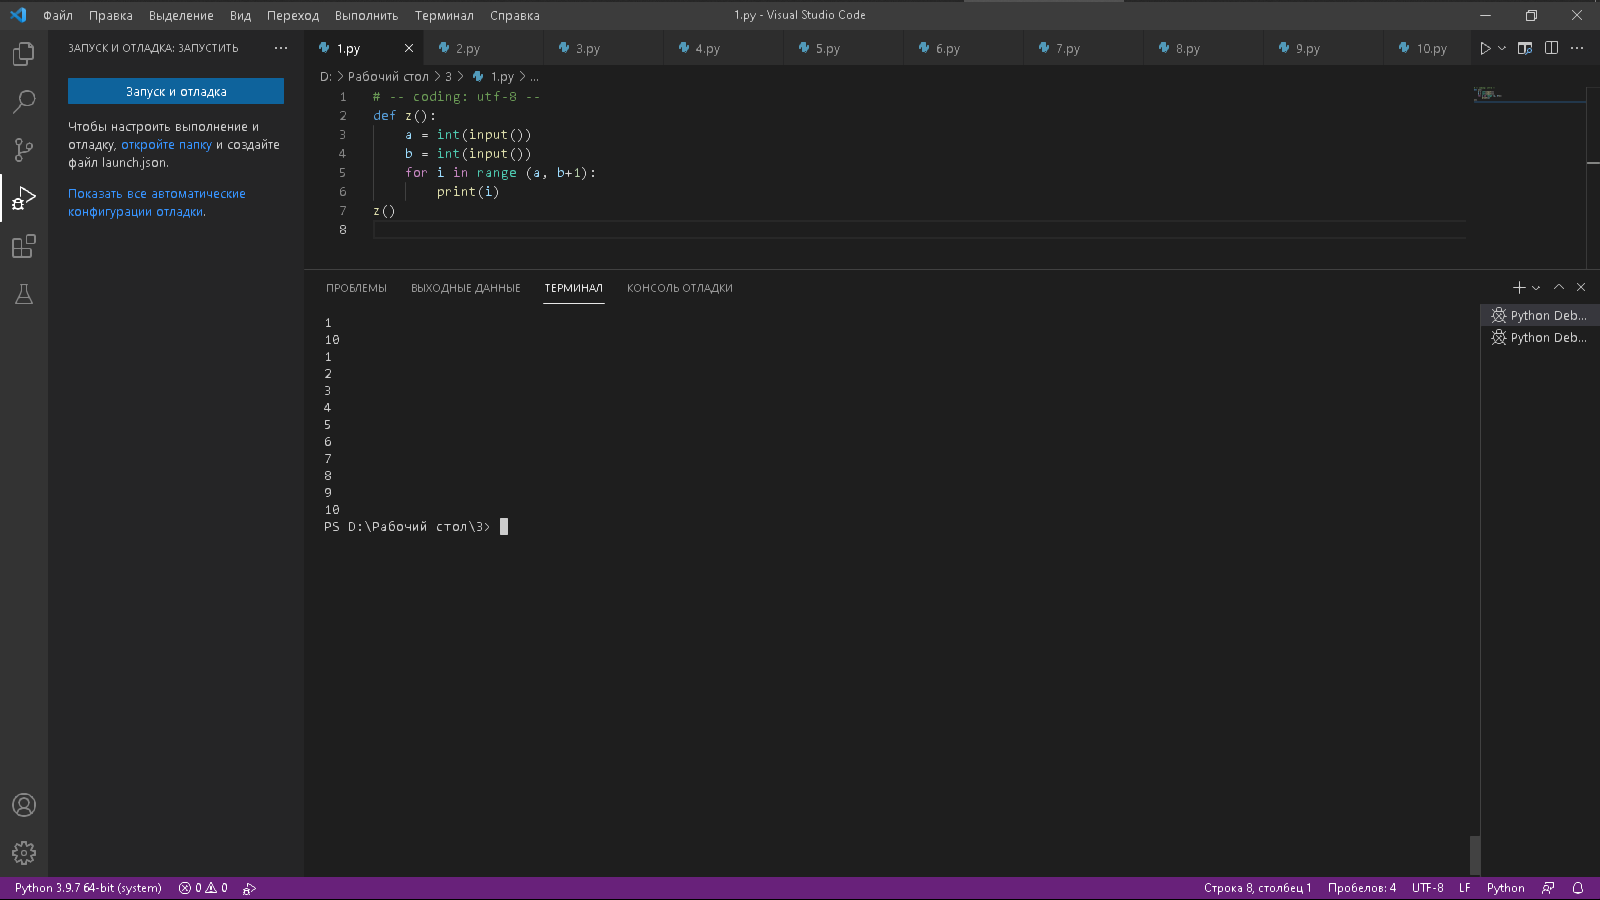 Файл Правка Выделение Вид Переход Выполнить Терминал Справка
1.py - Visual Studio Code
ЗАПУСК И ОТЛАДКА: ЗАПУСТИТЬ
Запуск и отладка
Чтобы настроить выполнение и
отладку, откройте папку и создайте
файл launch.json.
Показать все автоматические
конфигурации отладки.
1.py 2.py 3.py 4.py 5.py 6.py 7.py 8.py 9.py 10.py
D: > Рабочий стол > 3 > 1.py > ...
1 # -- coding: utf-8 --
2 def z():
3 a = int(input())
4 b = int(input())
5 for i in range (a, b+1):
6 print(i)
7 z()
8
ПРОБЛЕМЫ ВЫХОДНЫЕ ДАННЫЕ ТЕРМИНАЛ КОНСОЛЬ ОТЛАДКИ
1
10
1
2
3
4
5
6
7
8
9
10
PS D:\Рабочий стол\3>
Python Deb...
Python Deb...
Python 3.9.7 64-bit (system) 0 0
Строка 8, столбец 1 Пробелов: 4 UTF-8 LF Python